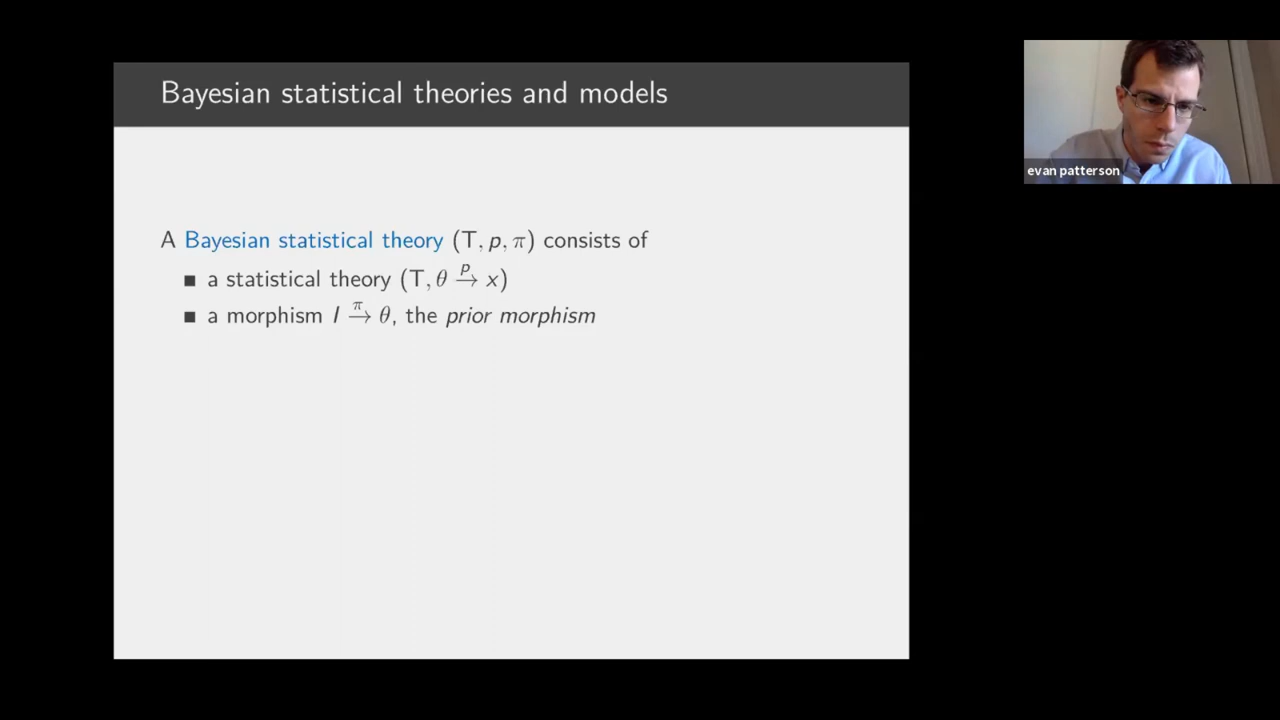 Bayesian statistical theories and models
A Bayesian statistical theory (T, p, π) consists of
■ a statistical theory (T, θ →ᵖ x)
■ a morphism I →^π θ, the prior morphism
evan patterson